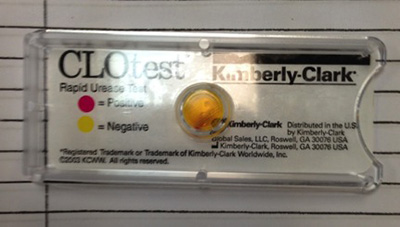 CLOtest Kimberly-Clark
Rapid Urease Test
= Positive
= Negative
Kimberly-Clark Distributed in the U.S.
by Kimberly-Clark
Global Sales, LLC, Roswell, GA 30076 USA
Kimberly-Clark, Roswell, GA 30076 USA
*Registered Trademark or Trademark of Kimberly-Clark Worldwide, Inc.
©2003 KCWW. All rights reserved.